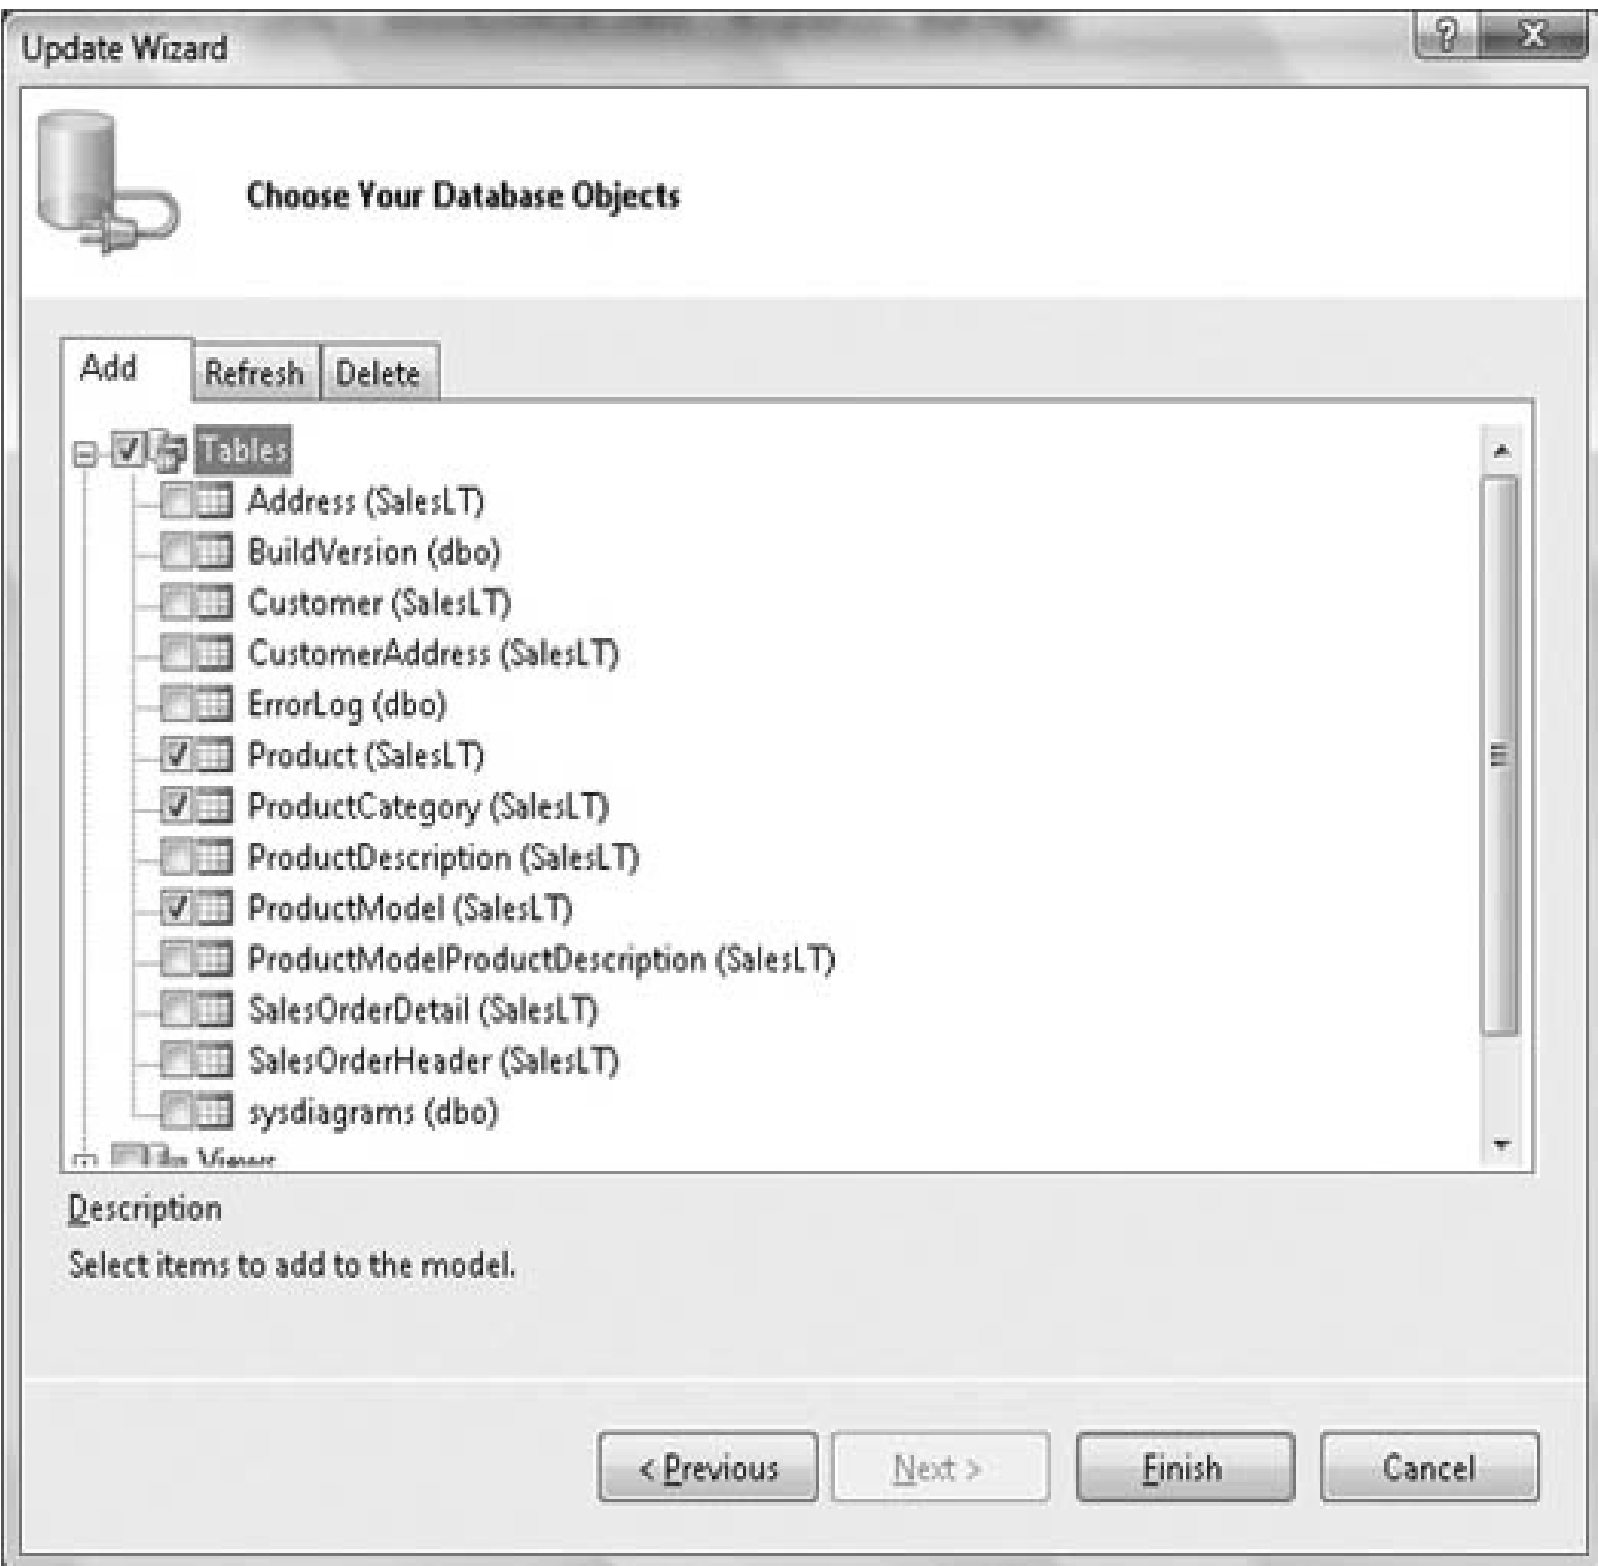 Update Wizard
?
X
Choose Your Database Objects
Add
Refresh
Delete
Tables
Address (SalesLT)
BuildVersion (dbo)
Customer (SalesLT)
CustomerAddress (SalesLT)
ErrorLog (dbo)
Product (SalesLT)
ProductCategory (SalesLT)
ProductDescription (SalesLT)
ProductModel (SalesLT)
ProductModelProductDescription (SalesLT)
SalesOrderDetail (SalesLT)
SalesOrderHeader (SalesLT)
sysdiagrams (dbo)
Views
Description
Select items to add to the model.
< Previous
Next >
Finish
Cancel